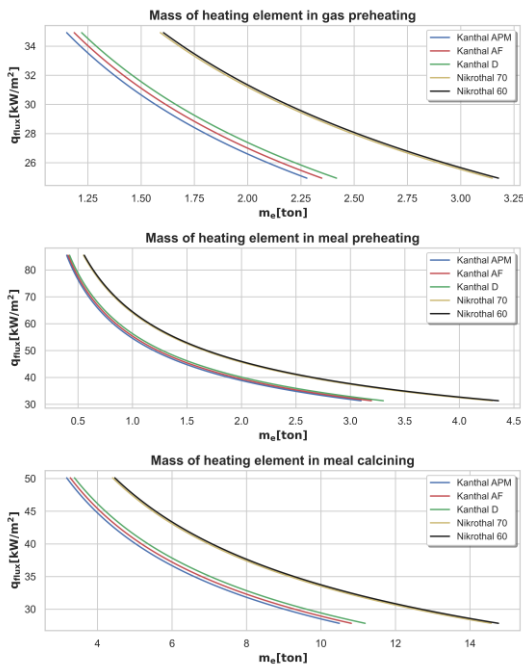 Mass of heating element in gas preheating
q_flux[kW/m²]
34
32
30
28
26
1.25 1.50 1.75 2.00 2.25 2.50 2.75 3.00 3.25
m_e[ton]
Kanthal APM
Kanthal AF
Kanthal D
Nikrothal 70
Nikrothal 60
Mass of heating element in meal preheating
q_flux[kW/m²]
80
70
60
50
40
30
0.5 1.0 1.5 2.0 2.5 3.0 3.5 4.0 4.5
m_e[ton]
Kanthal APM
Kanthal AF
Kanthal D
Nikrothal 70
Nikrothal 60
Mass of heating element in meal calcining
q_flux[kW/m²]
50
45
40
35
30
4 6 8 10 12 14
m_e[ton]
Kanthal APM
Kanthal AF
Kanthal D
Nikrothal 70
Nikrothal 60